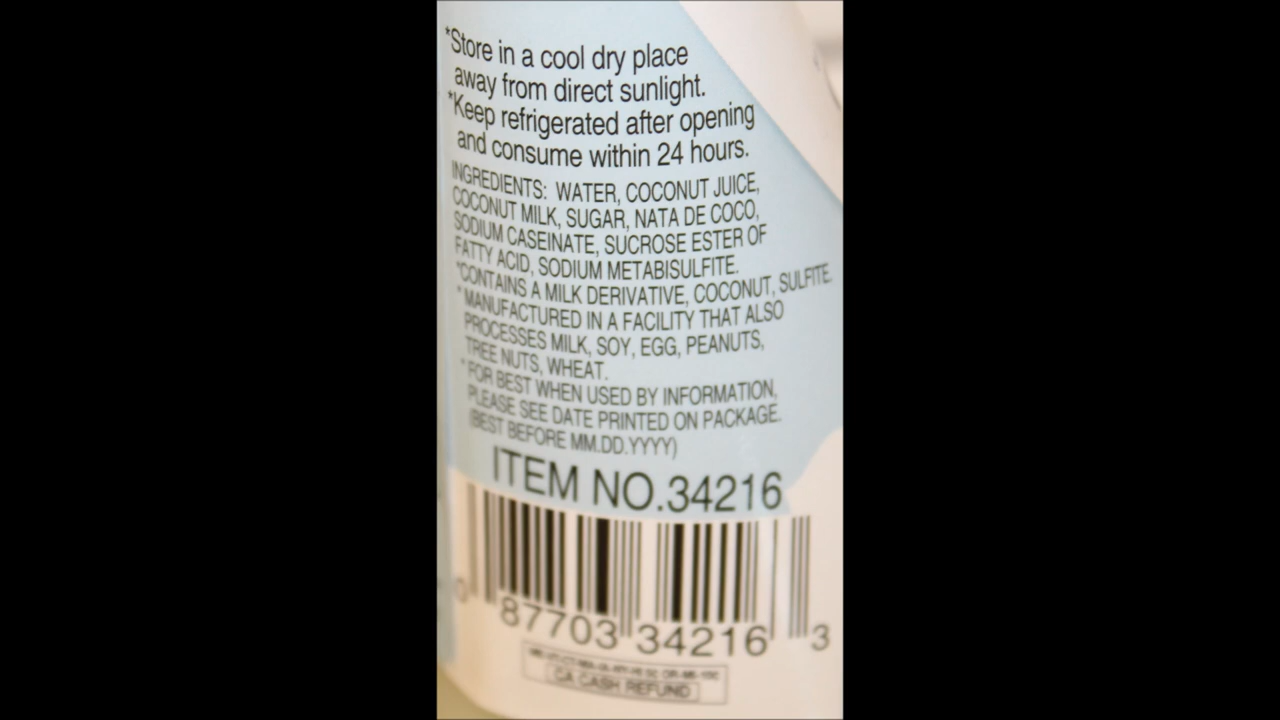 *Store in a cool dry place
away from direct sunlight.
*Keep refrigerated after opening
and consume within 24 hours.
INGREDIENTS: WATER, COCONUT JUICE,
COCONUT MILK, SUGAR, NATA DE COCO,
SODIUM CASEINATE, SUCROSE ESTER OF
FATTY ACID, SODIUM METABISULFITE.
*CONTAINS A MILK DERIVATIVE, COCONUT, SULFITE.
* MANUFACTURED IN A FACILITY THAT ALSO
PROCESSES MILK, SOY, EGG, PEANUTS,
TREE NUTS, WHEAT.
* FOR BEST WHEN USED BY INFORMATION,
PLEASE SEE DATE PRINTED ON PACKAGE.
(BEST BEFORE MM.DD.YYYY)
ITEM NO.34216
0 87703 34216 3
CA CASH REFUND